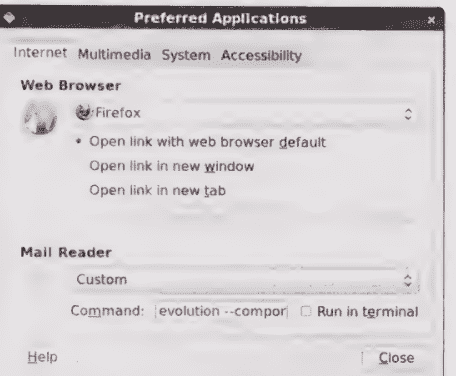 Preferred Applications
Internet Multimedia System Accessibility
Web Browser
Firefox
Open link with web browser default
Open link in new window
Open link in new tab
Mail Reader
Custom
Command: evolution --compor Run in terminal
Help Close